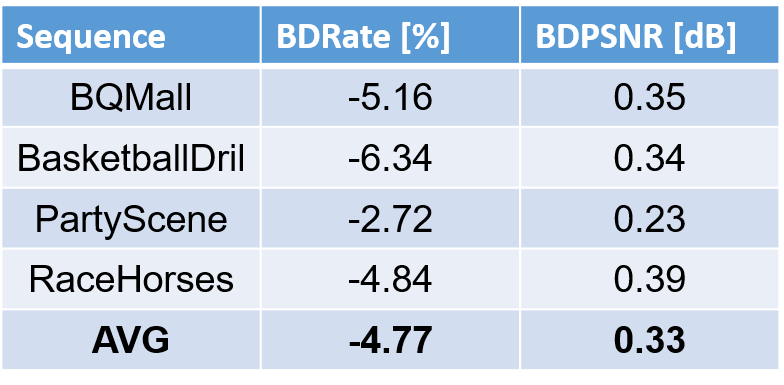 Sequence BDRate [%] BDPSNR [dB]
BQMall -5.16 0.35
BasketballDril -6.34 0.34
PartyScene -2.72 0.23
RaceHorses -4.84 0.39
AVG -4.77 0.33